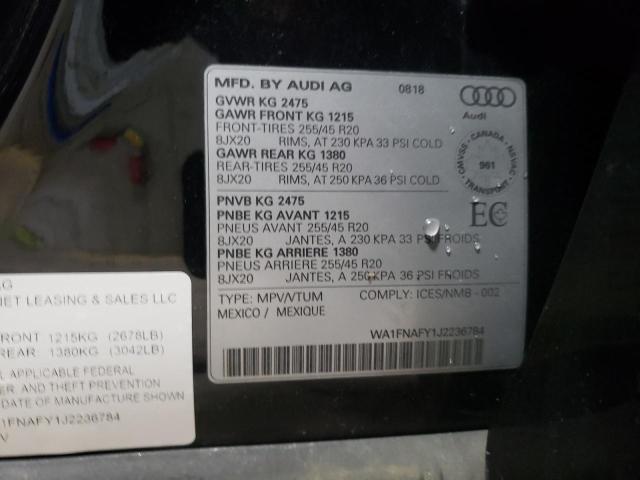 MFD. BY AUDI AG 0818
Audi
GVWR KG 2475
GAWR FRONT KG 1215
FRONT-TIRES 255/45 R20
8JX20 RIMS, AT 230 KPA 33 PSI COLD
GAWR REAR KG 1380
REAR-TIRES 255/45 R20
8JX20 RIMS, AT 250 KPA 36 PSI COLD
CMVSS - CANADA - NSVAC
961
PNVB KG 2475
PNBE KG AVANT 1215
PNEUS AVANT 255/45 R20
8JX20 JANTES, A 230 KPA 33 PSI FROIDS
PNBE KG ARRIERE 1380
PNEUS ARRIERE 255/45 R20
8JX20 JANTES, A 250 KPA 36 PSI FROIDS
EC
TYPE: MPV/VTUM COMPLY: ICES/NMB - 002
MEXICO / MEXIQUE
WA1FNAFY1J2236784
AG
LEASING & SALES LLC
FRONT 1215KG (2678LB)
REAR: 1380KG (3042LB)
APPLICABLE FEDERAL
AND THEFT PREVENTION
DATE OF MANUFACTURE SHOWN
1FNAFY1J2236784